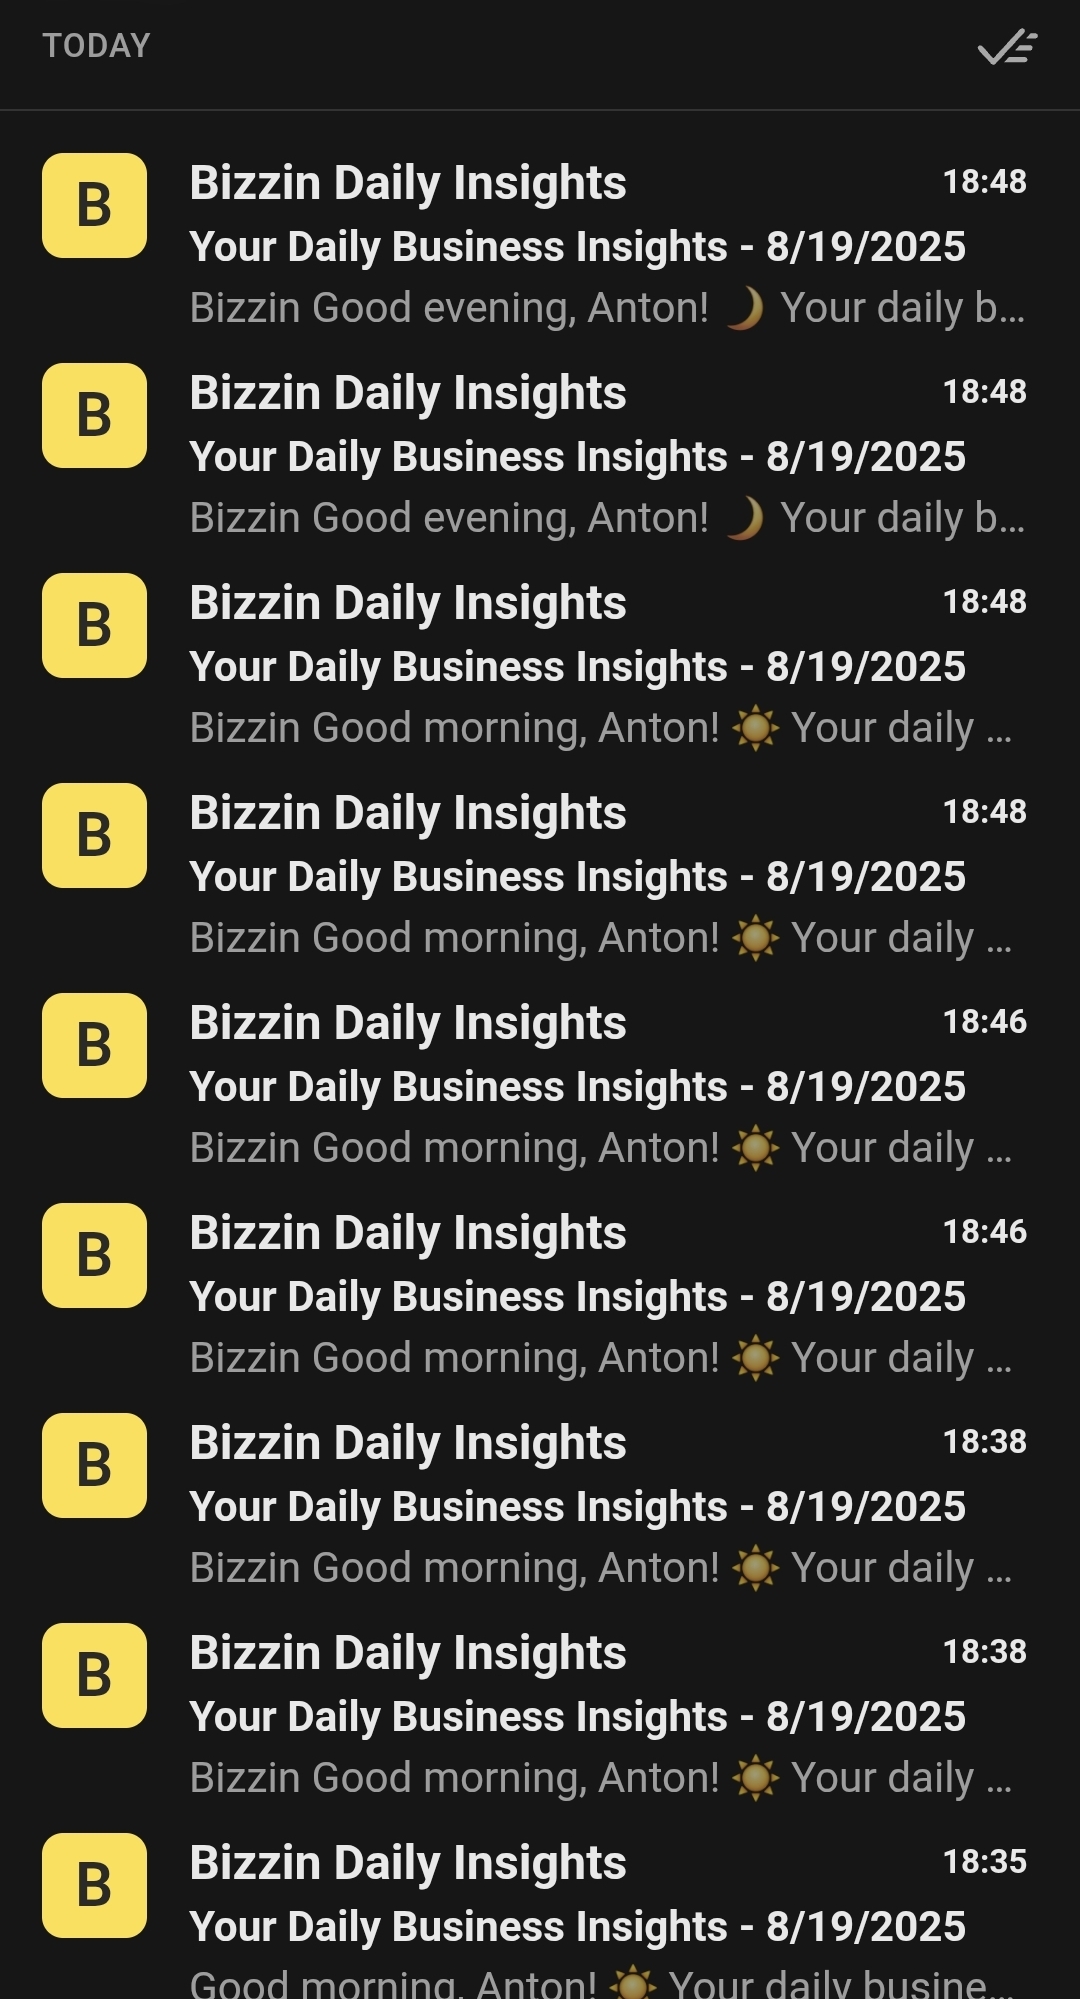 TODAY
B
Bizzin Daily Insights 18:48
Your Daily Business Insights - 8/19/2025
Bizzin Good evening, Anton! 🌙 Your daily b...
B
Bizzin Daily Insights 18:48
Your Daily Business Insights - 8/19/2025
Bizzin Good evening, Anton! 🌙 Your daily b...
B
Bizzin Daily Insights 18:48
Your Daily Business Insights - 8/19/2025
Bizzin Good morning, Anton! ☀️ Your daily ...
B
Bizzin Daily Insights 18:48
Your Daily Business Insights - 8/19/2025
Bizzin Good morning, Anton! ☀️ Your daily ...
B
Bizzin Daily Insights 18:46
Your Daily Business Insights - 8/19/2025
Bizzin Good morning, Anton! ☀️ Your daily ...
B
Bizzin Daily Insights 18:46
Your Daily Business Insights - 8/19/2025
Bizzin Good morning, Anton! ☀️ Your daily ...
B
Bizzin Daily Insights 18:38
Your Daily Business Insights - 8/19/2025
Bizzin Good morning, Anton! ☀️ Your daily ...
B
Bizzin Daily Insights 18:38
Your Daily Business Insights - 8/19/2025
Bizzin Good morning, Anton! ☀️ Your daily ...
B
Bizzin Daily Insights 18:35
Your Daily Business Insights - 8/19/2025
Good morning, Anton! ☀️ Your daily busine...